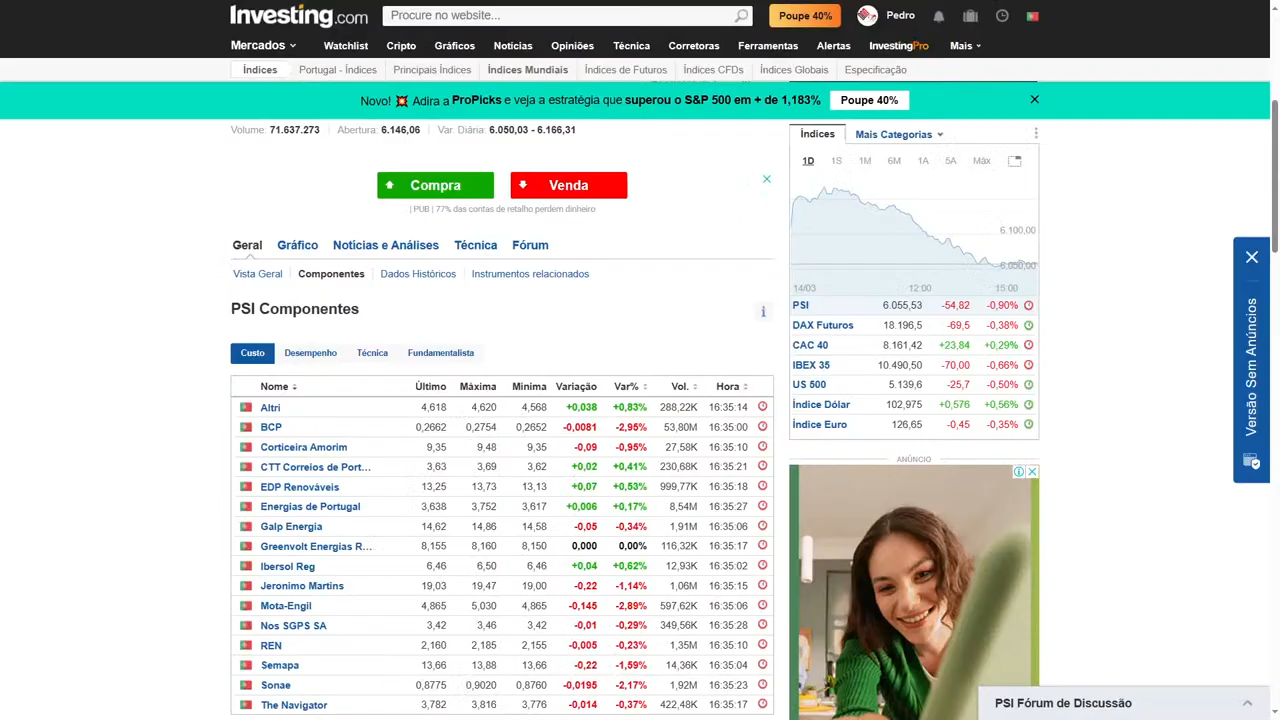 Investing.com Procure no website... Poupe 40% Pedro
Mercados Watchlist Cripto Gráficos Notícias Opiniões Técnica Corretoras Ferramentas Alertas InvestingPro Mais
Índices Portugal - Índices Principais Índices Índices Mundiais Índices de Futuros Índices CFDs Índices Globais Especificação
Novo! 💥 Adira a ProPicks e veja a estratégia que superou o S&P 500 em + de 1,183% Poupe 40%
Volume: 71.637.273 Abertura: 6.146,06 Var. Diária: 6.050,03 - 6.166,31
Compra Venda
| PUB | 77% das contas de retalho perdem dinheiro
Geral Gráfico Notícias e Análises Técnica Fórum
Vista Geral Componentes Dados Históricos Instrumentos relacionados
PSI Componentes
i
Custo Desempenho Técnica Fundamentalista
Nome Último Máxima Mínima Variação Var% Vol. Hora
Altri 4,618 4,620 4,568 +0,038 +0,83% 288,22K 16:35:14
BCP 0,2662 0,2754 0,2652 -0,0081 -2,95% 53,80M 16:35:00
Corticeira Amorim 9,35 9,48 9,35 -0,09 -0,95% 27,58K 16:35:10
CTT Correios de Port... 3,63 3,69 3,62 +0,02 +0,41% 230,68K 16:35:21
EDP Renováveis 13,25 13,73 13,13 +0,07 +0,53% 999,77K 16:35:18
Energias de Portugal 3,638 3,752 3,617 +0,006 +0,17% 8,54M 16:35:27
Galp Energia 14,62 14,86 14,58 -0,05 -0,34% 1,91M 16:35:06
Greenvolt Energias R... 8,155 8,160 8,150 0,000 0,00% 116,32K 16:35:17
Ibersol Reg 6,46 6,50 6,46 +0,04 +0,62% 12,93K 16:35:02
Jeronimo Martins 19,03 19,47 19,00 -0,22 -1,14% 1,06M 16:35:15
Mota-Engil 4,865 5,030 4,865 -0,145 -2,89% 597,62K 16:35:06
Nos SGPS SA 3,42 3,46 3,42 -0,01 -0,29% 349,56K 16:35:28
REN 2,160 2,185 2,155 -0,005 -0,23% 1,35M 16:35:10
Semapa 13,66 13,88 13,66 -0,22 -1,59% 14,36K 16:35:04
Sonae 0,8775 0,9020 0,8760 -0,0195 -2,17% 1,92M 16:35:23
The Navigator 3,782 3,816 3,776 -0,014 -0,37% 422,48K 16:35:17
Índices Mais Categorias
1D 1S 1M 6M 1A 5A Máx
6.100,00
6.050,00
14/03 12:00 15:00
PSI 6.055,53 -54,82 -0,90%
DAX Futuros 18.196,5 -69,5 -0,38%
CAC 40 8.161,42 +23,84 +0,29%
IBEX 35 10.490,50 -70,00 -0,66%
US 500 5.139,6 -25,7 -0,50%
Índice Dólar 102,975 +0,576 +0,56%
Índice Euro 126,65 -0,45 -0,35%
ANÚNCIO
Versão Sem Anúncios
PSI Fórum de Discussão